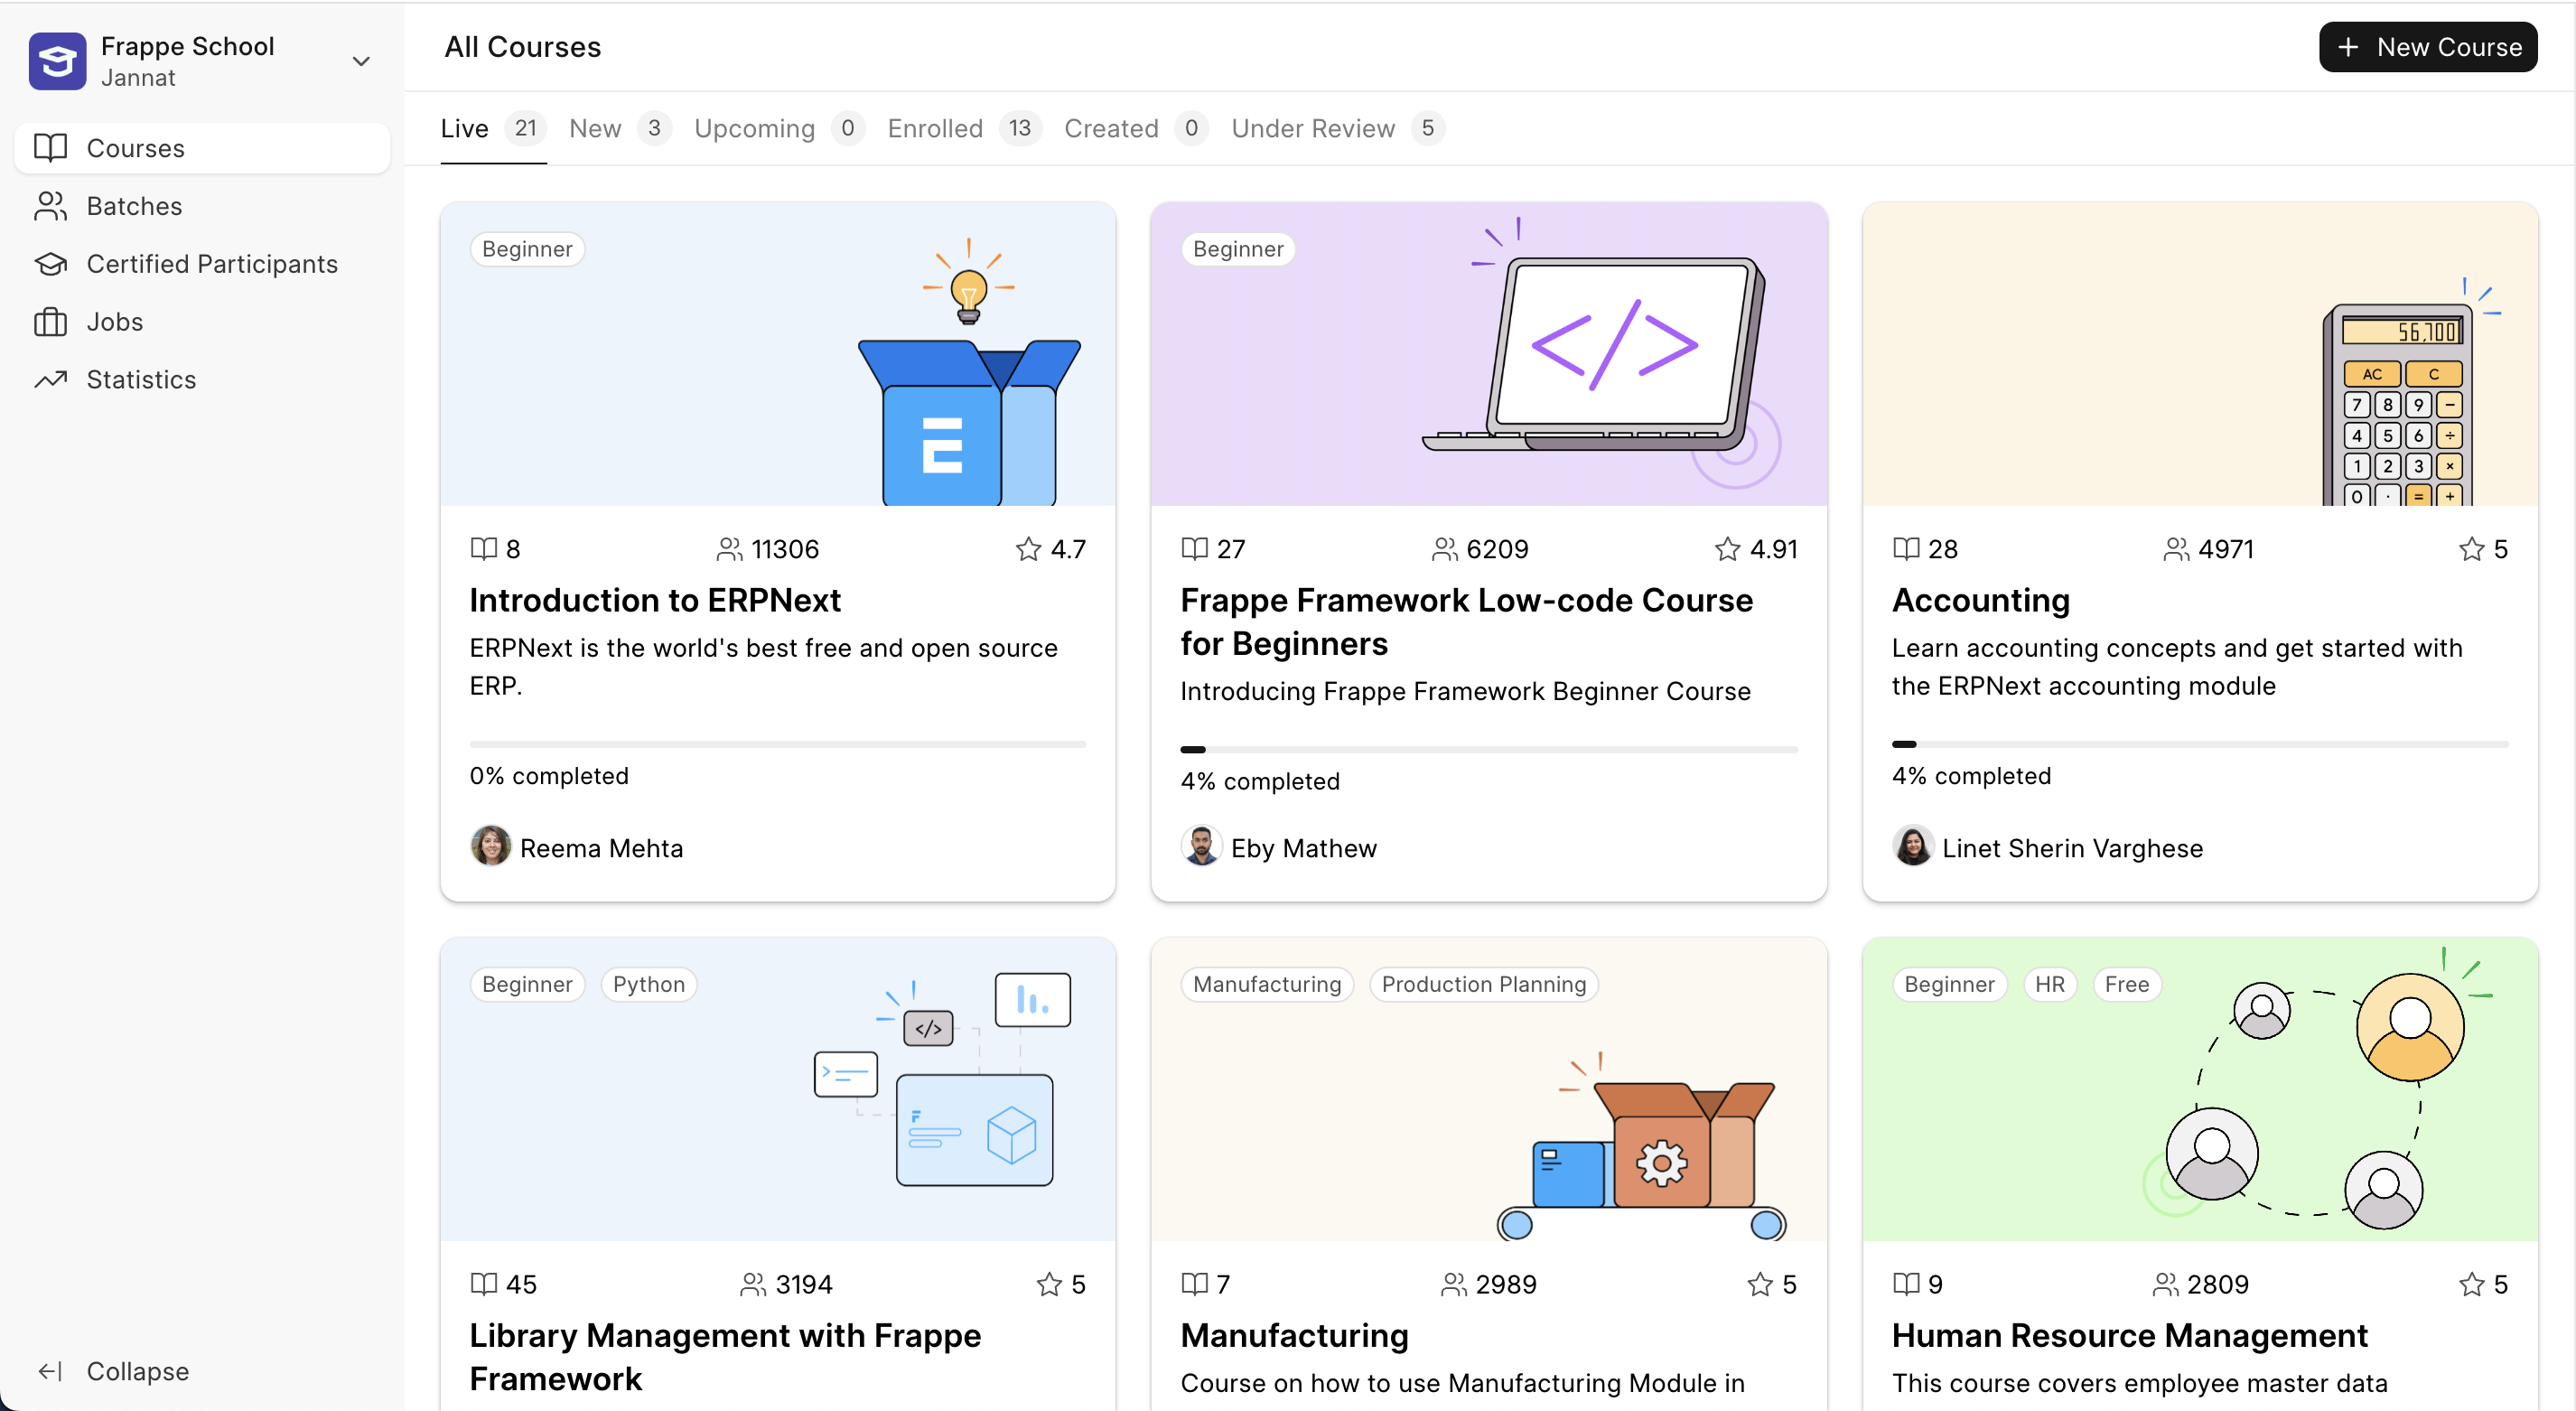 Frappe School
Jannat
Courses
Batches
Certified Participants
Jobs
Statistics
Collapse
All Courses
New Course
Live 21 New 3 Upcoming 0 Enrolled 13 Created 0 Under Review 5
Beginner
E
8 11306 4.7
Introduction to ERPNext
ERPNext is the world's best free and open source
ERP.
0% completed
Reema Mehta
Beginner
</>
27 6209 4.91
Frappe Framework Low-code Course
for Beginners
Introducing Frappe Framework Beginner Course
4% completed
Eby Mathew
56,700
AC C
7 8 9 −
4 5 6 ÷
1 2 3 ×
0 · = +
28 4971 5
Accounting
Learn accounting concepts and get started with
the ERPNext accounting module
4% completed
Linet Sherin Varghese
Beginner Python
</>
F
45 3194 5
Library Management with Frappe
Framework
Manufacturing Production Planning
7 2989 5
Manufacturing
Course on how to use Manufacturing Module in
Beginner HR Free
9 2809 5
Human Resource Management
This course covers employee master data